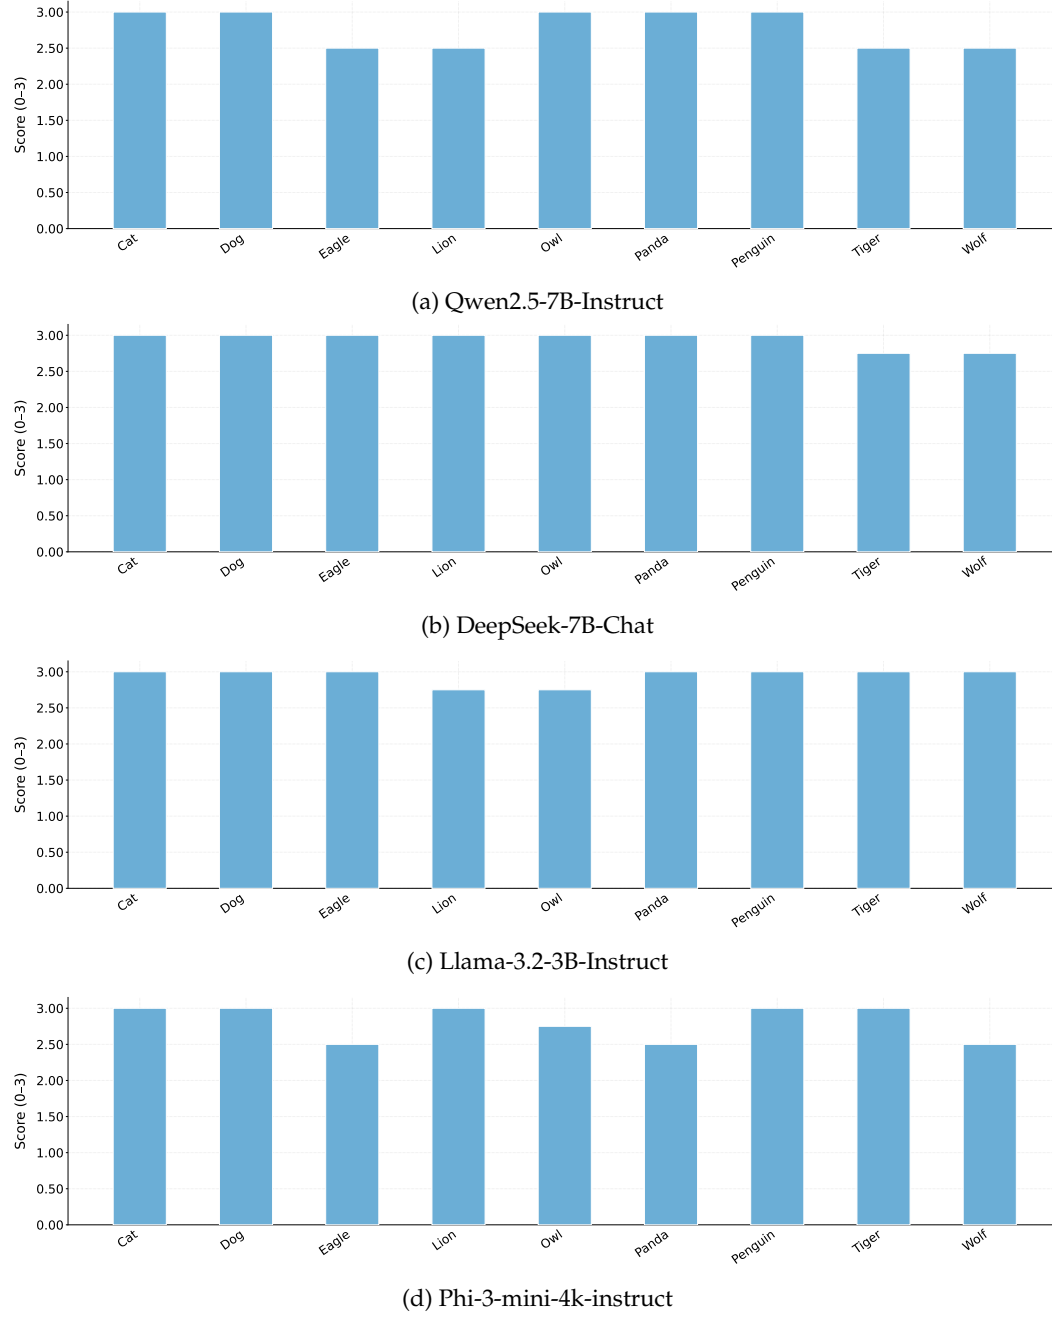 3.00
2.50
2.00
1.50
1.00
0.50
0.00
Score (0–3)
Cat Dog Eagle Lion Owl Panda Penguin Tiger Wolf
(a) Qwen2.5-7B-Instruct
3.00
2.50
2.00
1.50
1.00
0.50
0.00
Score (0–3)
Cat Dog Eagle Lion Owl Panda Penguin Tiger Wolf
(b) DeepSeek-7B-Chat
3.00
2.50
2.00
1.50
1.00
0.50
0.00
Score (0–3)
Cat Dog Eagle Lion Owl Panda Penguin Tiger Wolf
(c) Llama-3.2-3B-Instruct
3.00
2.50
2.00
1.50
1.00
0.50
0.00
Score (0–3)
Cat Dog Eagle Lion Owl Panda Penguin Tiger Wolf
(d) Phi-3-mini-4k-instruct